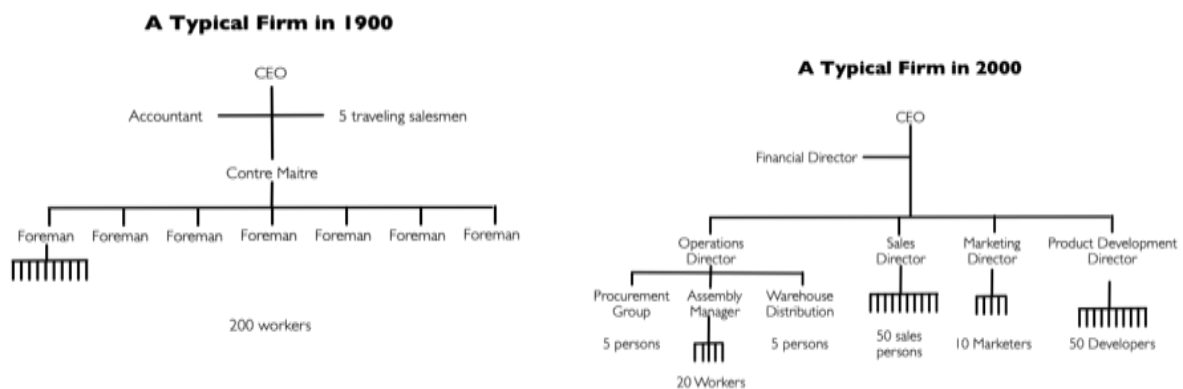 A Typical Firm in 1900
CEO
Accountant
5 traveling salesmen
Contre Maitre
Foreman Foreman Foreman Foreman Foreman Foreman Foreman
200 workers
A Typical Firm in 2000
CEO
Financial Director
Operations
Director
Sales
Director
Marketing
Director
Product Development
Director
Procurement
Group
5 persons
Assembly
Manager
20 Workers
Warehouse
Distribution
5 persons
50 sales
persons
10 Marketers
50 Developers